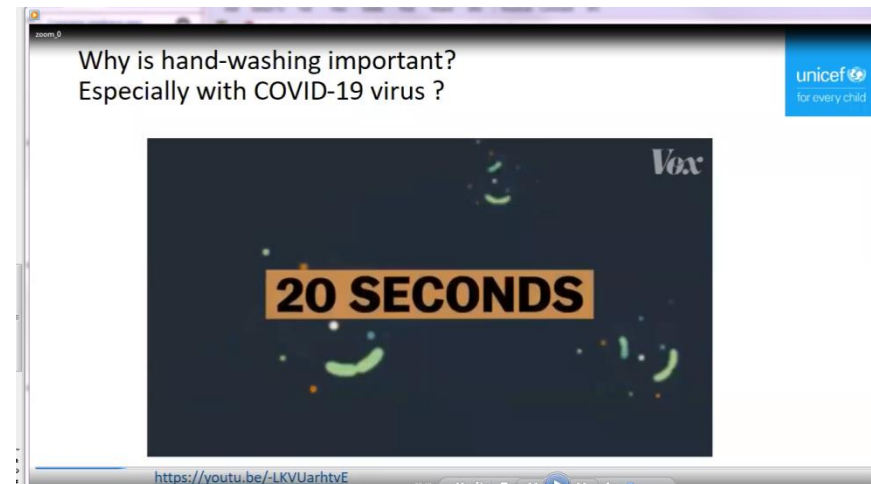 zoom_0
Why is hand-washing important?
Especially with COVID-19 virus ?
unicef
for every child
Vox
20 SECONDS
https://youtu.be/-LKVUarhtvE